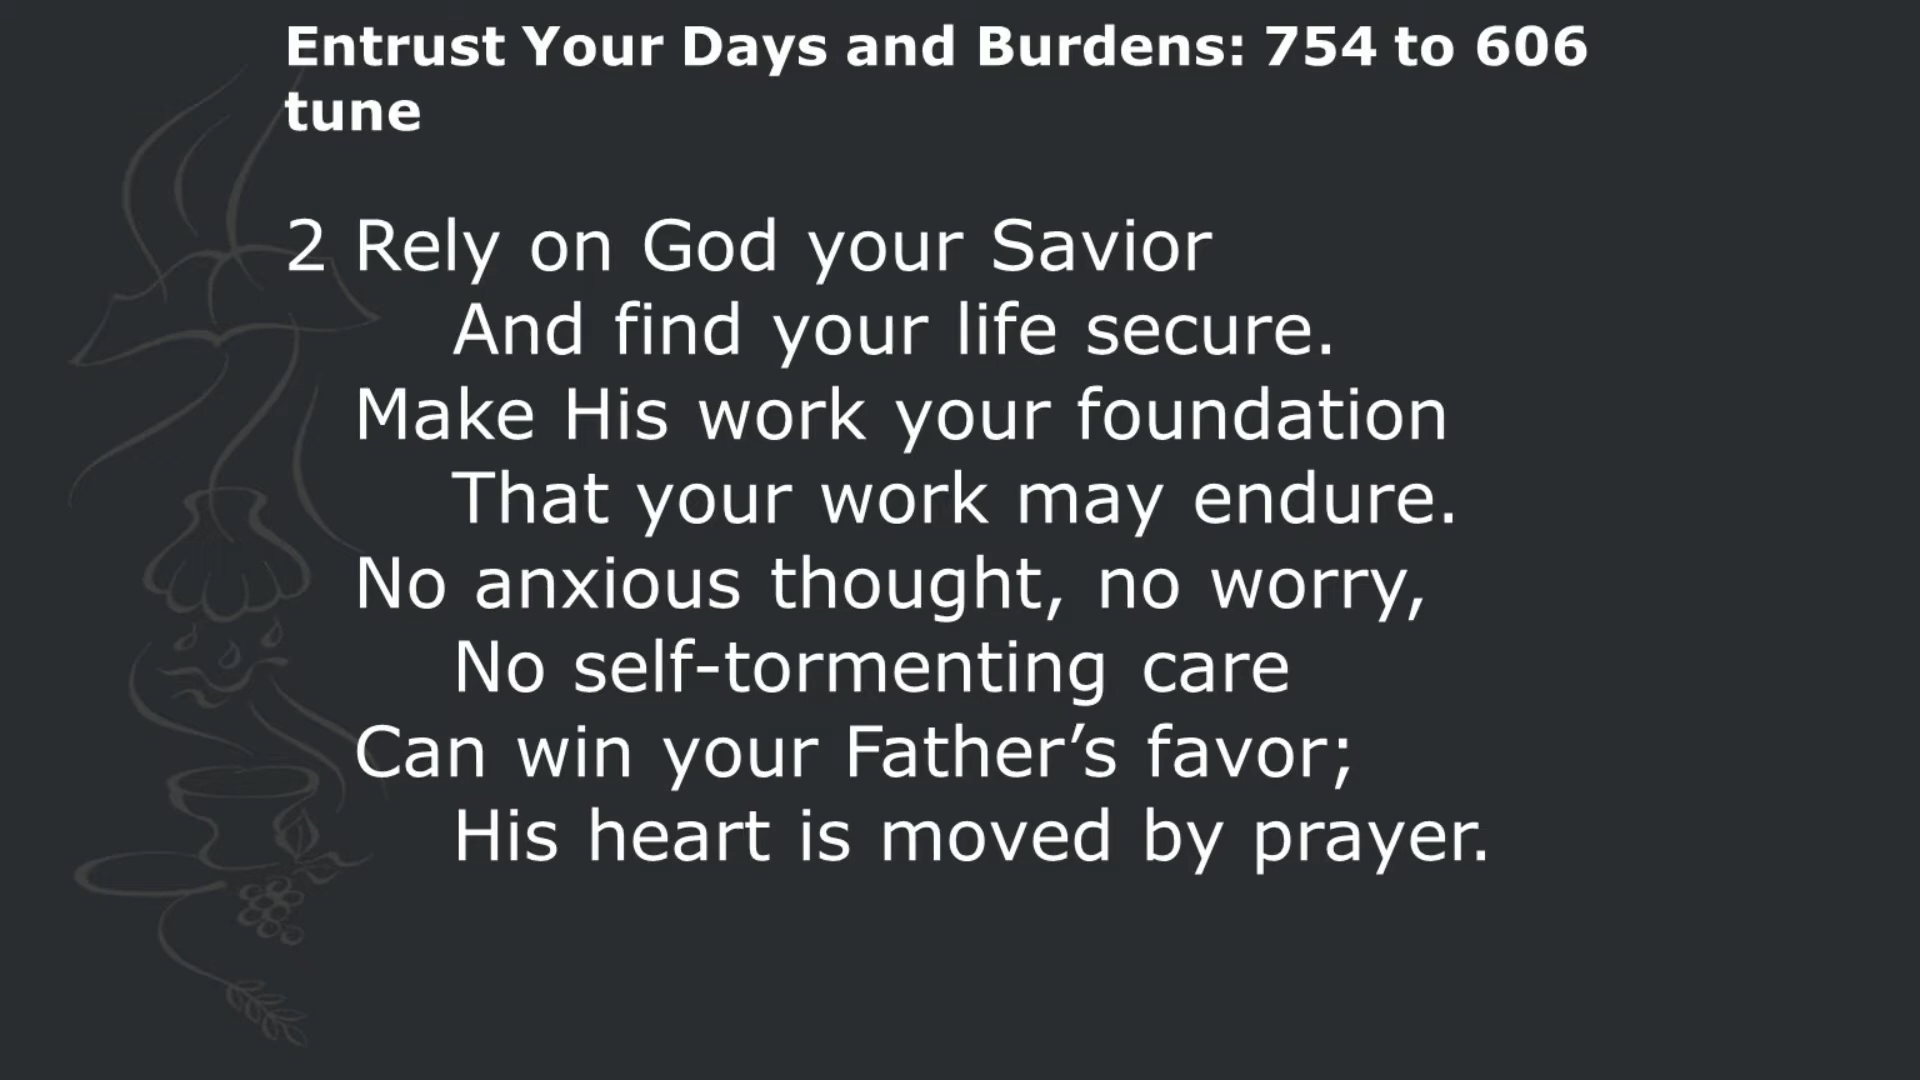 Entrust Your Days and Burdens: 754 to 606
tune
2 Rely on God your Savior
And find your life secure.
Make His work your foundation
That your work may endure.
No anxious thought, no worry,
No self-tormenting care
Can win your Father’s favor;
His heart is moved by prayer.